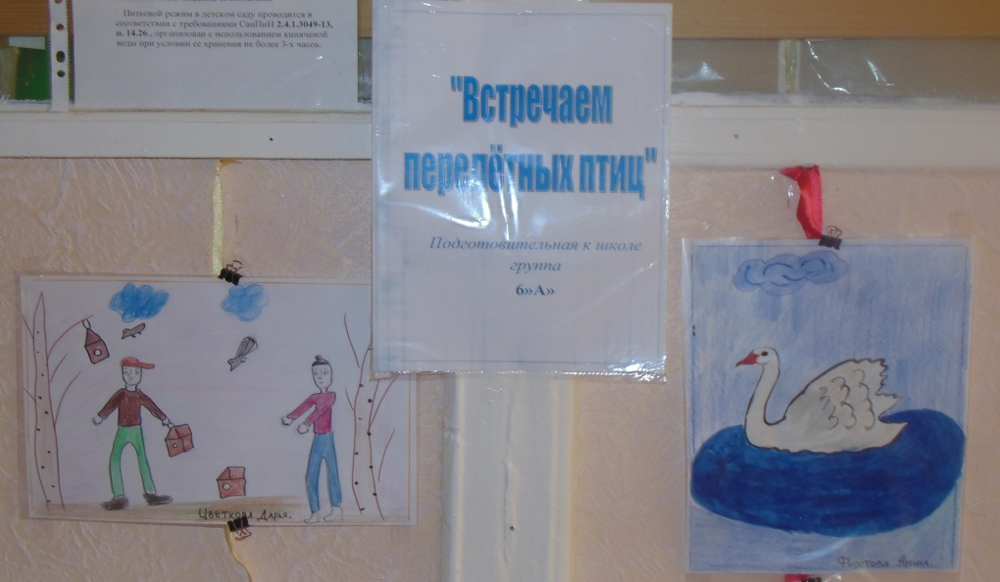 · Питьевой режим в детском саду проводится в
соответствии с требованиями СанПиН 2.4.1.3049-13,
п. 14.26., организован с использованием кипяченой
воды при условии ее хранения не более 3-х часов.
"Встречаем
перелётных птиц"
Подготовительная к школе
группа
6»А»
Цветкова Дарья.